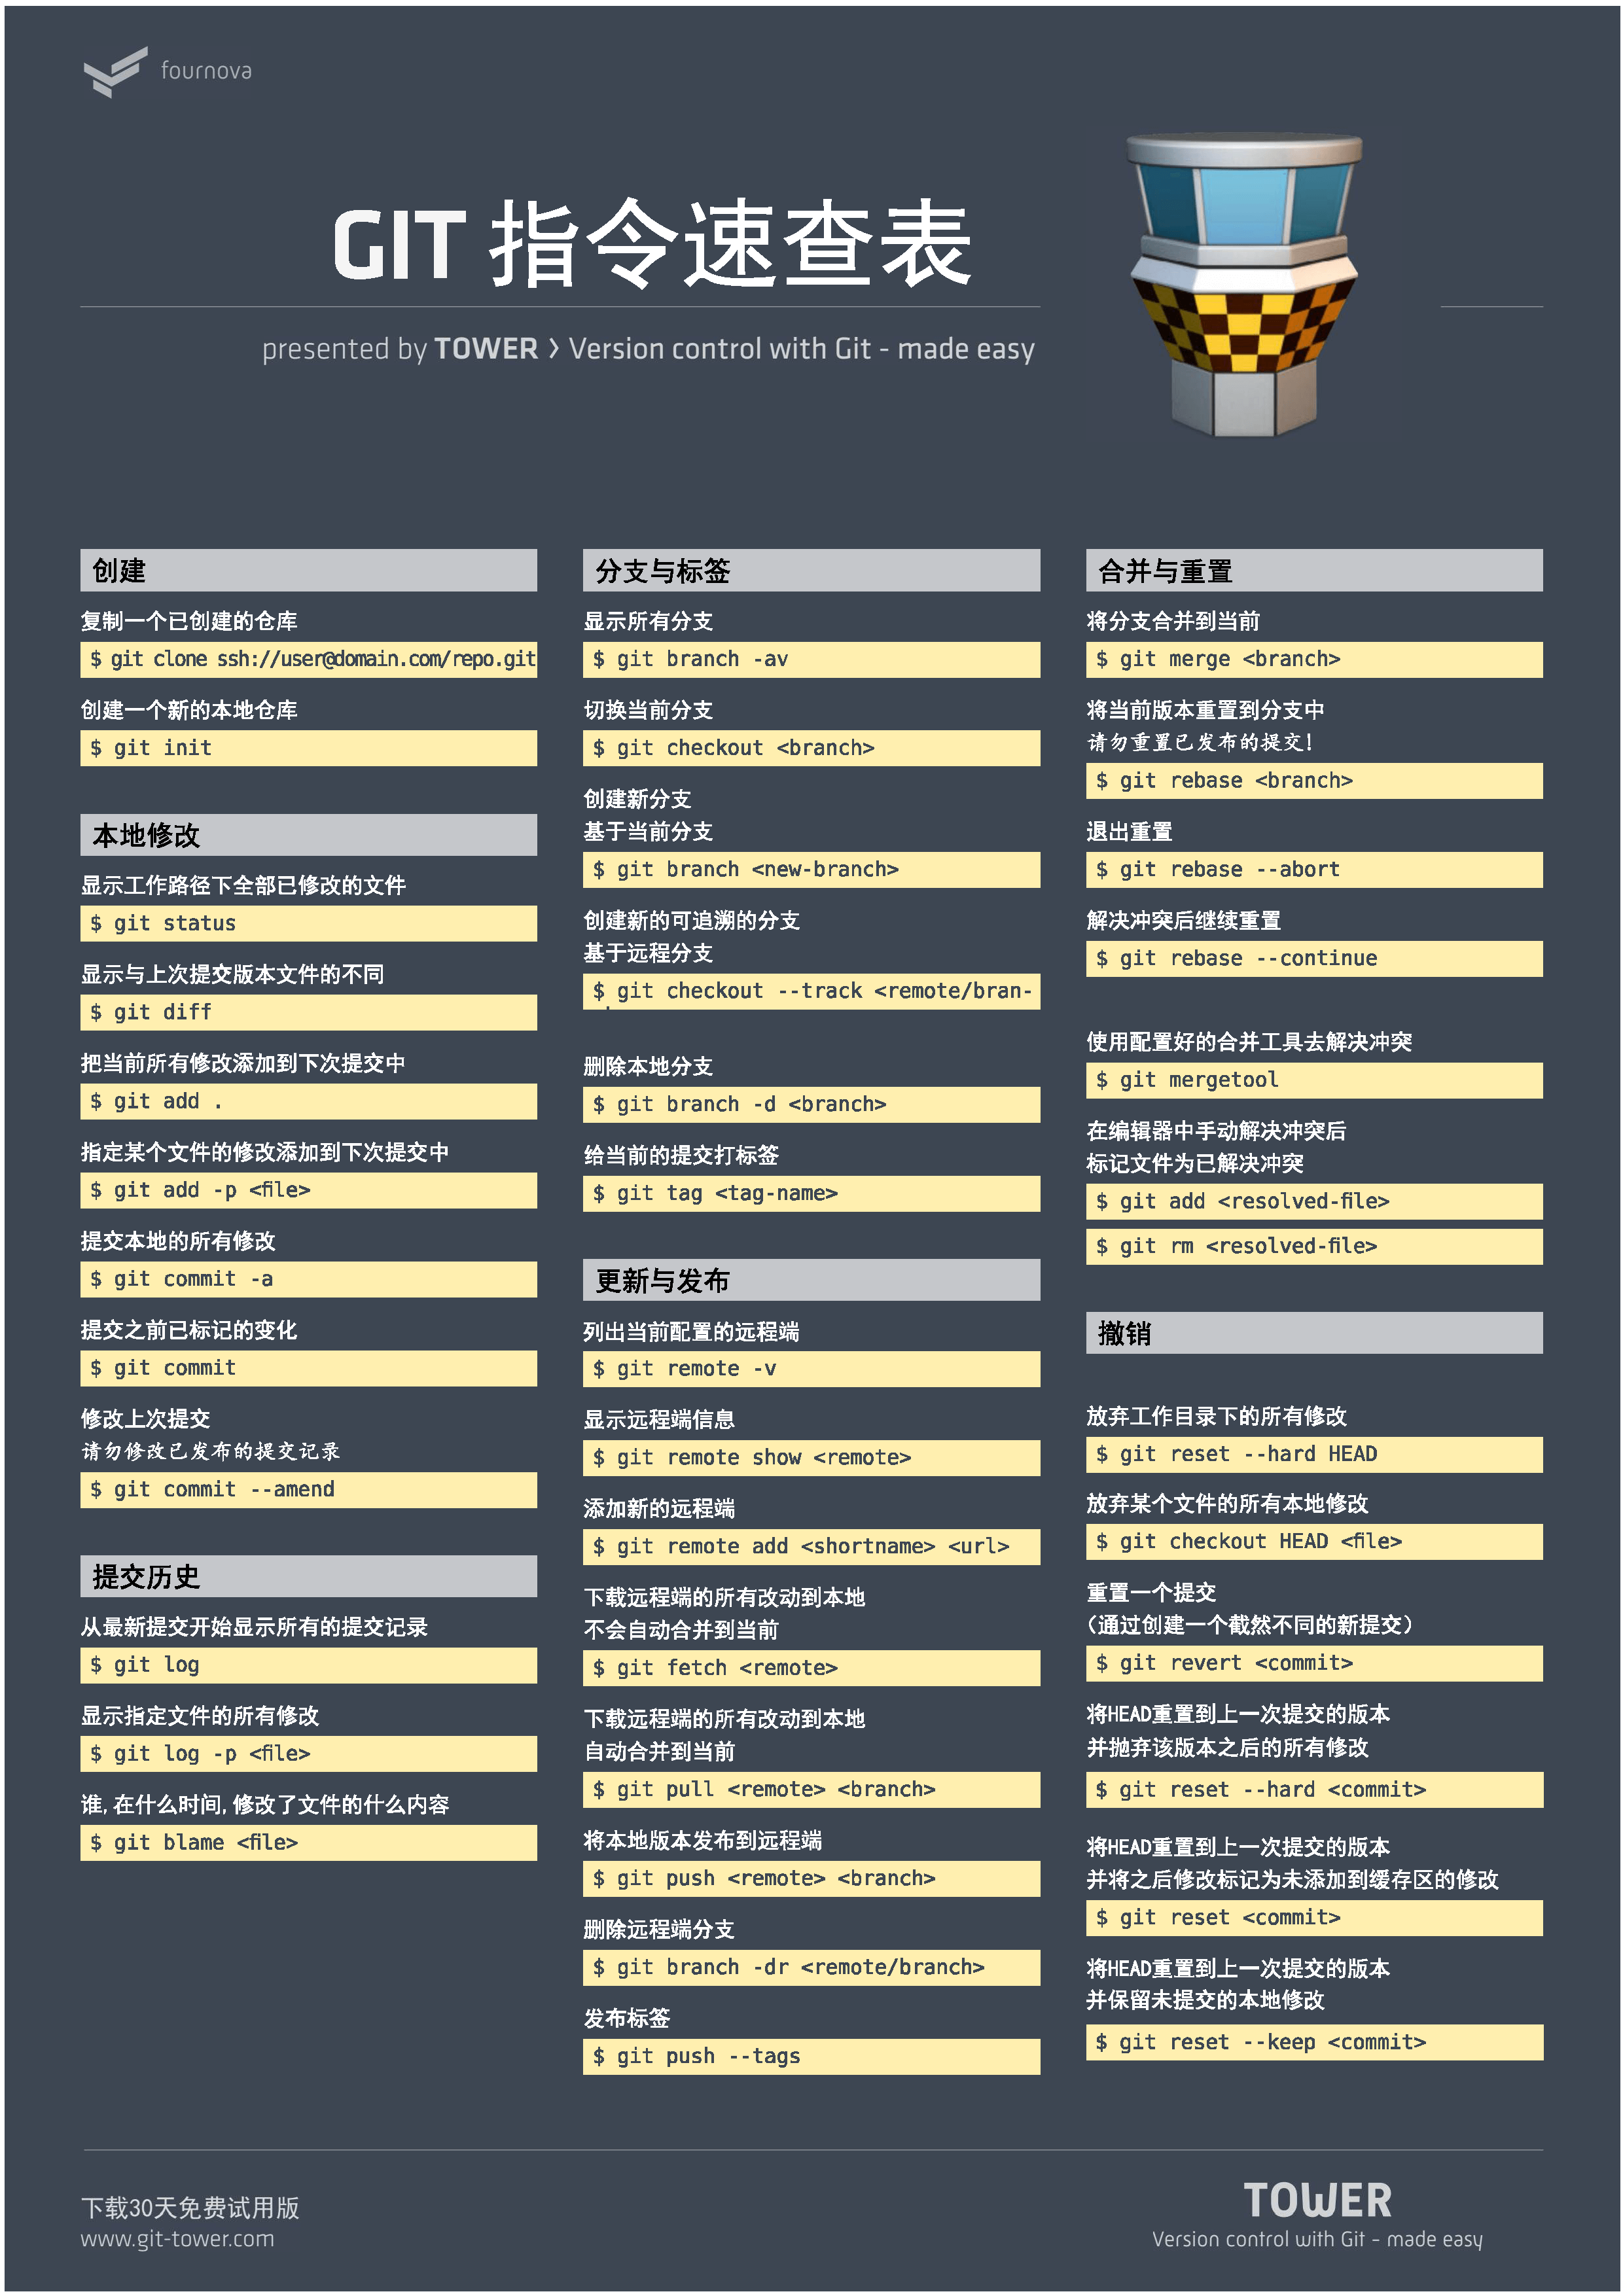 fournova
GIT 指令速查表
presented by TOWER › Version control with Git - made easy
创建
复制一个已创建的仓库
$ git clone ssh://user@domain.com/repo.git
创建一个新的本地仓库
$ git init
本地修改
显示工作路径下全部已修改的文件
$ git status
显示与上次提交版本文件的不同
$ git diff
把当前所有修改添加到下次提交中
$ git add .
指定某个文件的修改添加到下次提交中
$ git add -p <file>
提交本地的所有修改
$ git commit -a
提交之前已标记的变化
$ git commit
修改上次提交
请勿修改已发布的提交记录
$ git commit --amend
提交历史
从最新提交开始显示所有的提交记录
$ git log
显示指定文件的所有修改
$ git log -p <file>
谁,在什么时间,修改了文件的什么内容
$ git blame <file>
分支与标签
显示所有分支
$ git branch -av
切换当前分支
$ git checkout <branch>
创建新分支
基于当前分支
$ git branch <new-branch>
创建新的可追溯的分支
基于远程分支
$ git checkout --track <remote/bran-
删除本地分支
$ git branch -d <branch>
给当前的提交打标签
$ git tag <tag-name>
更新与发布
列出当前配置的远程端
$ git remote -v
显示远程端信息
$ git remote show <remote>
添加新的远程端
$ git remote add <shortname> <url>
下载远程端的所有改动到本地
不会自动合并到当前
$ git fetch <remote>
下载远程端的所有改动到本地
自动合并到当前
$ git pull <remote> <branch>
将本地版本发布到远程端
$ git push <remote> <branch>
删除远程端分支
$ git branch -dr <remote/branch>
发布标签
$ git push --tags
合并与重置
将分支合并到当前
$ git merge <branch>
将当前版本重置到分支中
请勿重置已发布的提交!
$ git rebase <branch>
退出重置
$ git rebase --abort
解决冲突后继续重置
$ git rebase --continue
使用配置好的合并工具去解决冲突
$ git mergetool
在编辑器中手动解决冲突后
标记文件为已解决冲突
$ git add <resolved-file>
$ git rm <resolved-file>
撤销
放弃工作目录下的所有修改
$ git reset --hard HEAD
放弃某个文件的所有本地修改
$ git checkout HEAD <file>
重置一个提交
（通过创建一个截然不同的新提交）
$ git revert <commit>
将HEAD重置到上一次提交的版本
并抛弃该版本之后的所有修改
$ git reset --hard <commit>
将HEAD重置到上一次提交的版本
并将之后修改标记为未添加到缓存区的修改
$ git reset <commit>
将HEAD重置到上一次提交的版本
并保留未提交的本地修改
$ git reset --keep <commit>
下载30天免费试用版
www.git-tower.com
TOWER
Version control with Git - made easy